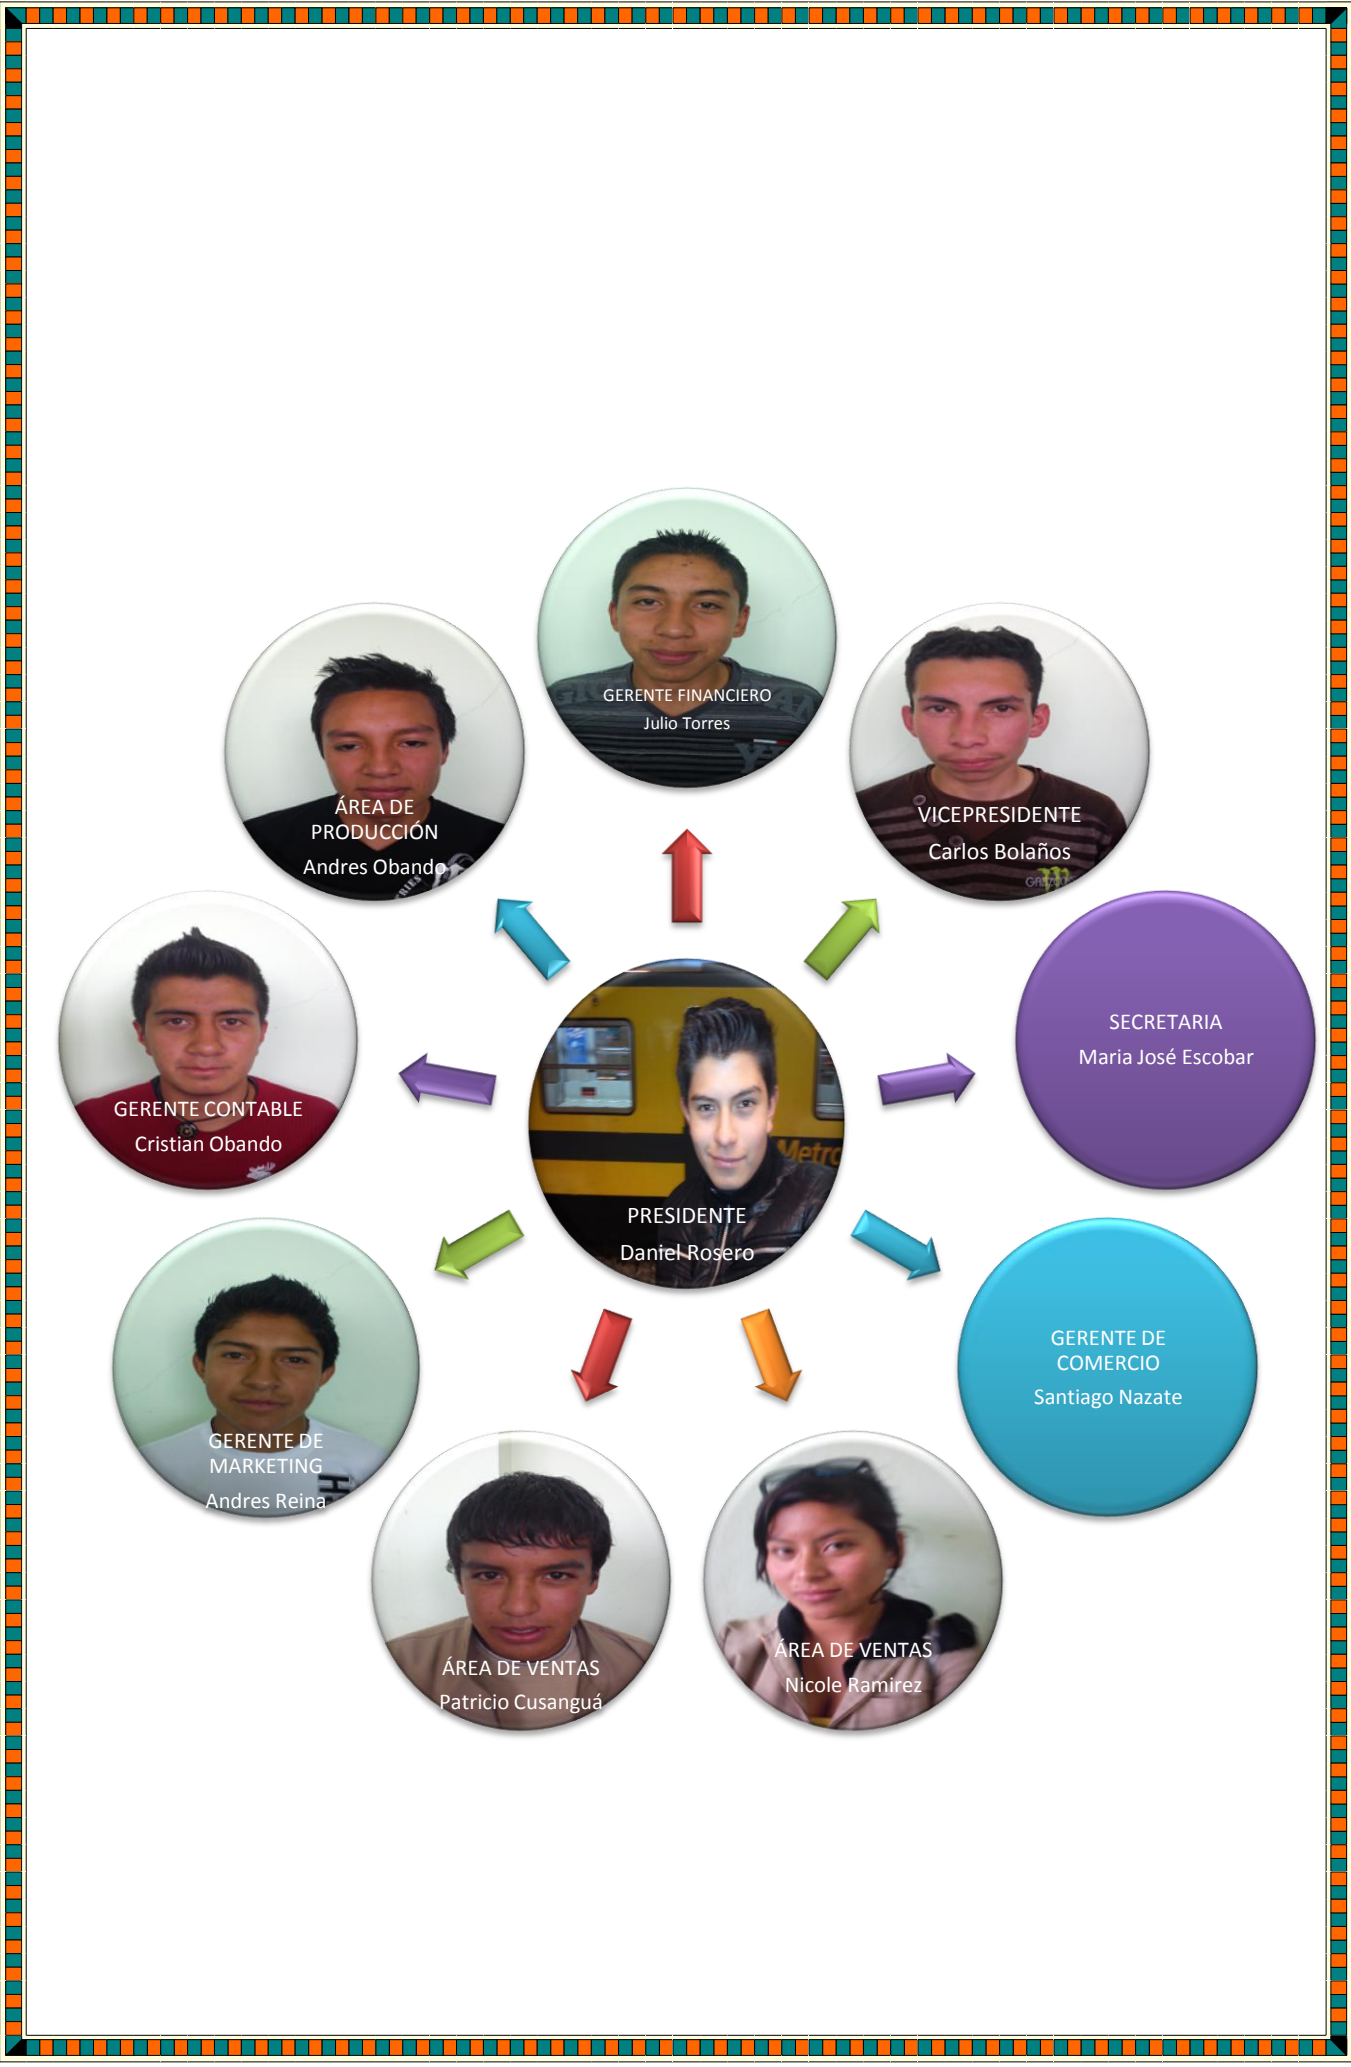 GERENTE FINANCIERO
Julio Torres
VICEPRESIDENTE
Carlos Bolaños
SECRETARIA
Maria José Escobar
GERENTE DE
COMERCIO
Santiago Nazate
ÁREA DE VENTAS
Nicole Ramirez
ÁREA DE VENTAS
Patricio Cusanguá
GERENTE DE
MARKETING
Andres Reina
GERENTE CONTABLE
Cristian Obando
ÁREA DE
PRODUCCIÓN
Andres Obando
PRESIDENTE
Daniel Rosero
Metro